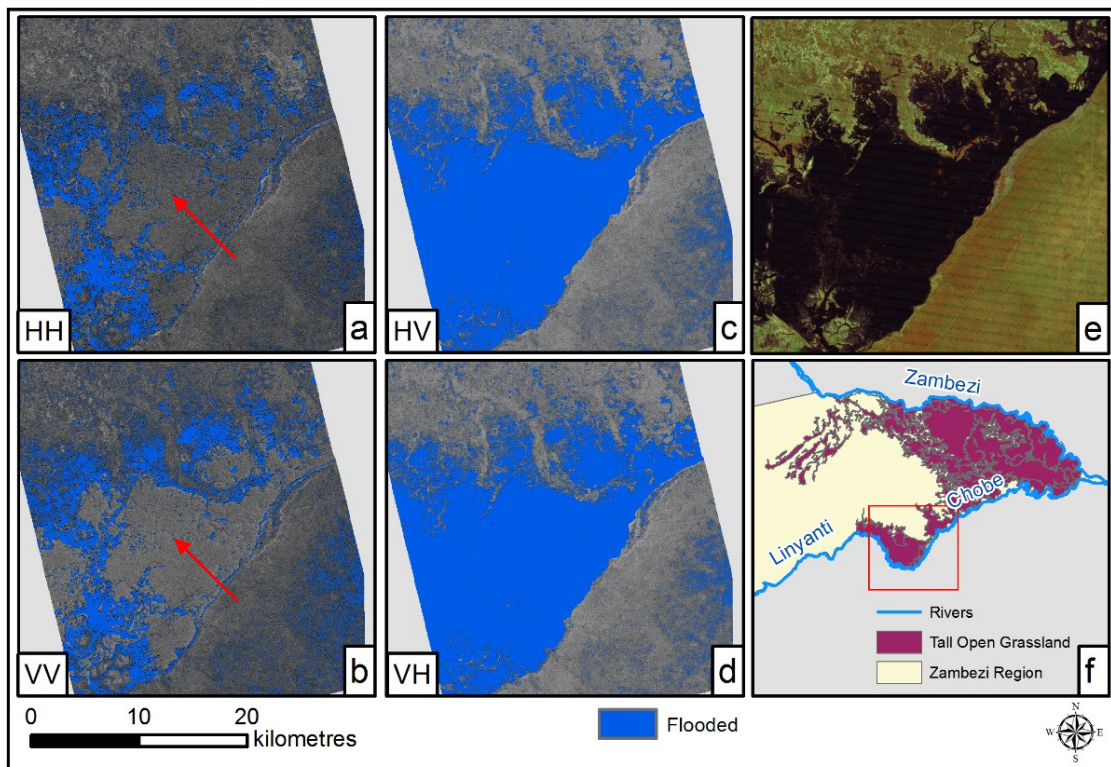 HH
a
HV
c
e
VV
b
VH
d
Zambezi
Chobe
Linyanti
Rivers
Tall Open Grassland
Zambezi Region
f
0 10 20
kilometres
Flooded
N
W E
S